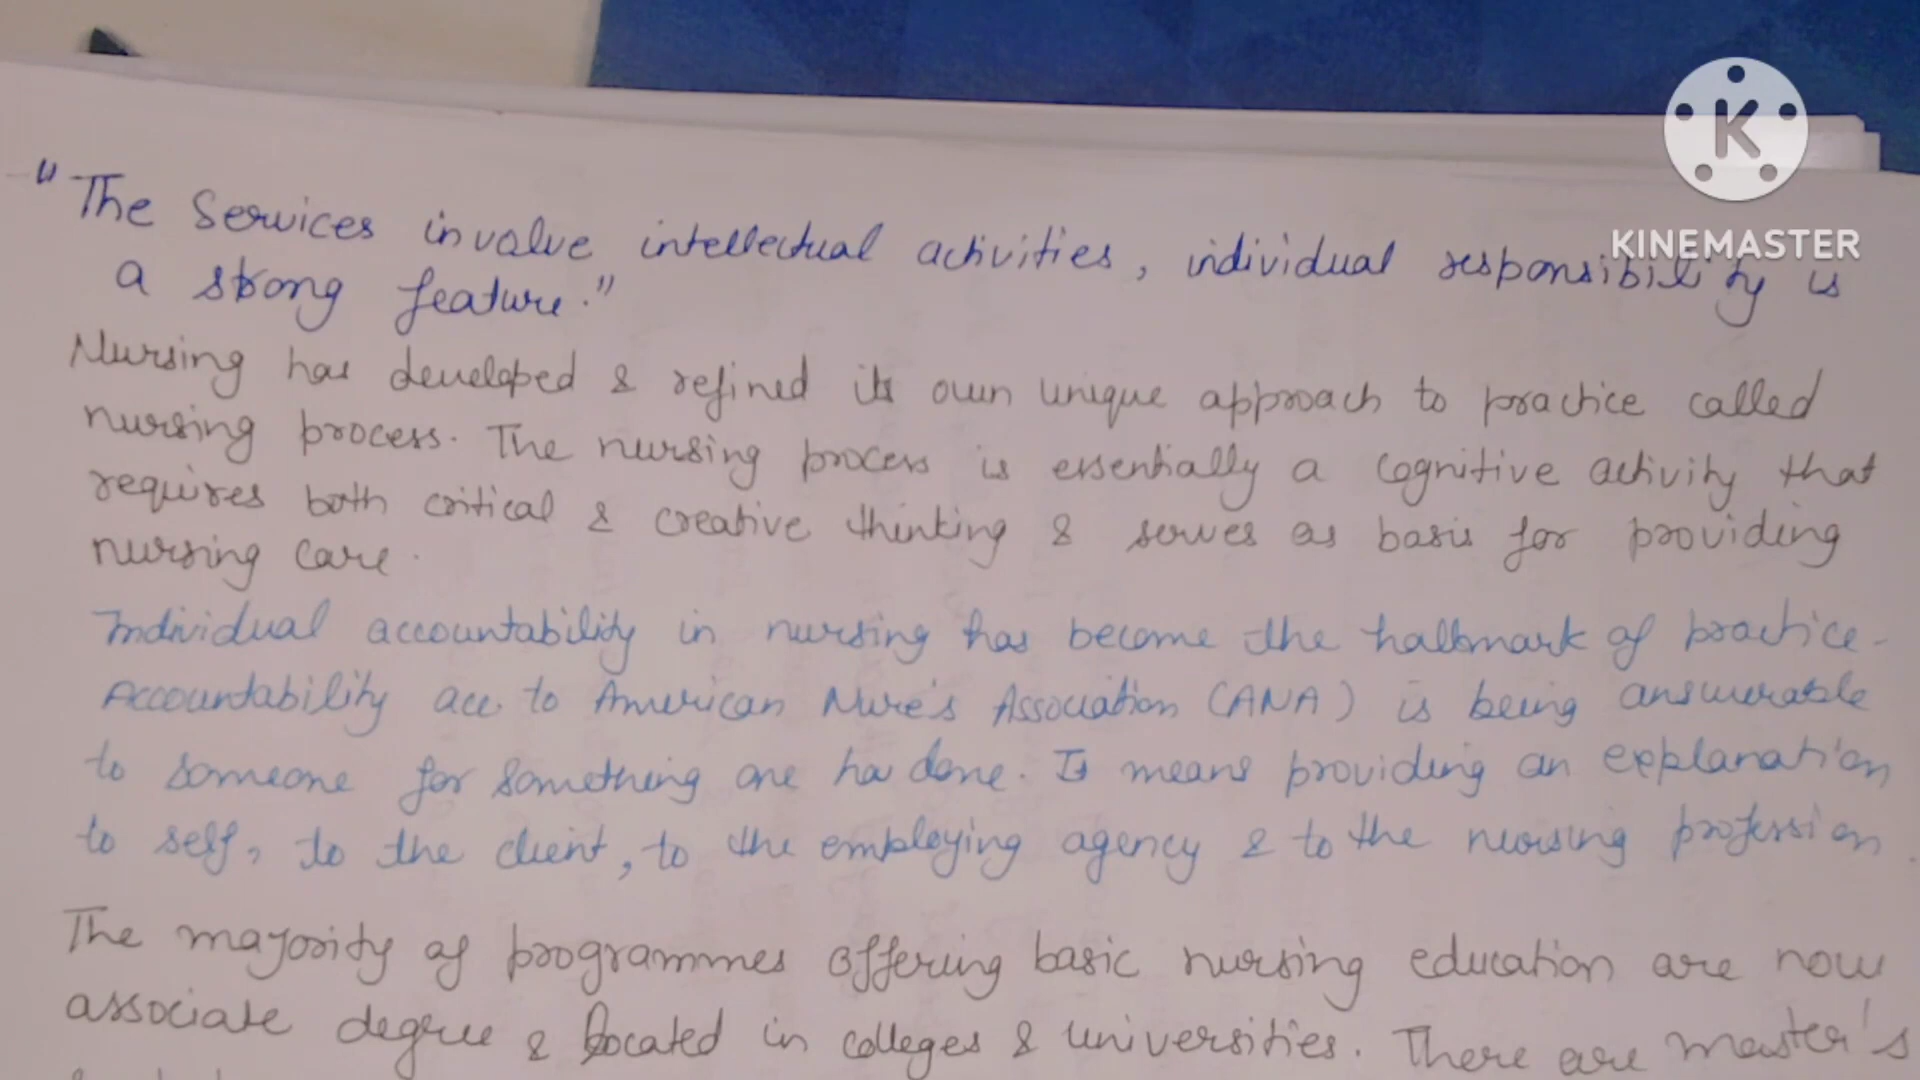 "The Services involve intellectual activities, individual responsibility is
a strong feature."
Nursing has developed & refined its own unique approach to practice called
nursing process. The nursing process is essentially a cognitive activity that
requires both critical & creative thinking & serves as basis for providing
nursing care.
Individual accountability in nursing has become the hallmark of practice.
Accountability acc. to American Nurse's Association (ANA) is being answerable
to someone for something one has done. It means providing an explanation
to self, to the client, to the employing agency & to the nursing profession.
The majority of programmes offering basic nursing education are now
associate degree & located in colleges & universities. There are master's
KINEMASTER